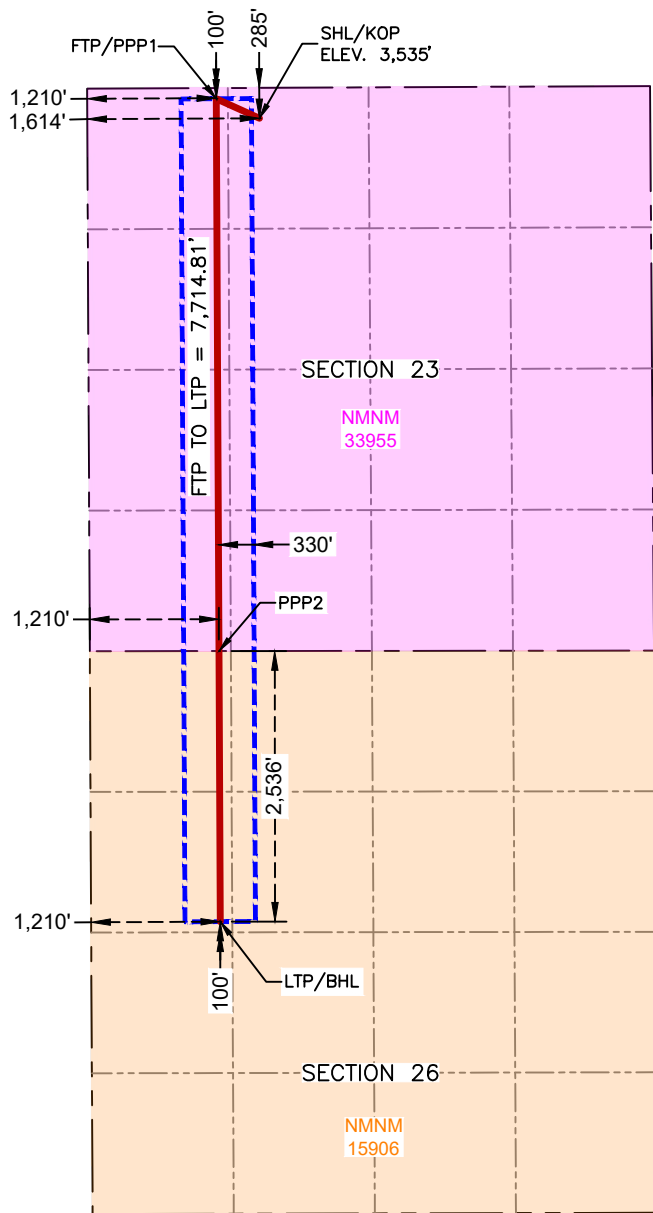 FTP/PPP1
100'
285'
SHL/KOP
ELEV. 3,535'
1,210'
1,614'
FTP TO LTP = 7,714.81'
SECTION 23
NMNM
33955
330'
1,210'
PPP2
2,536'
1,210'
100'
LTP/BHL
SECTION 26
NMNM
15906